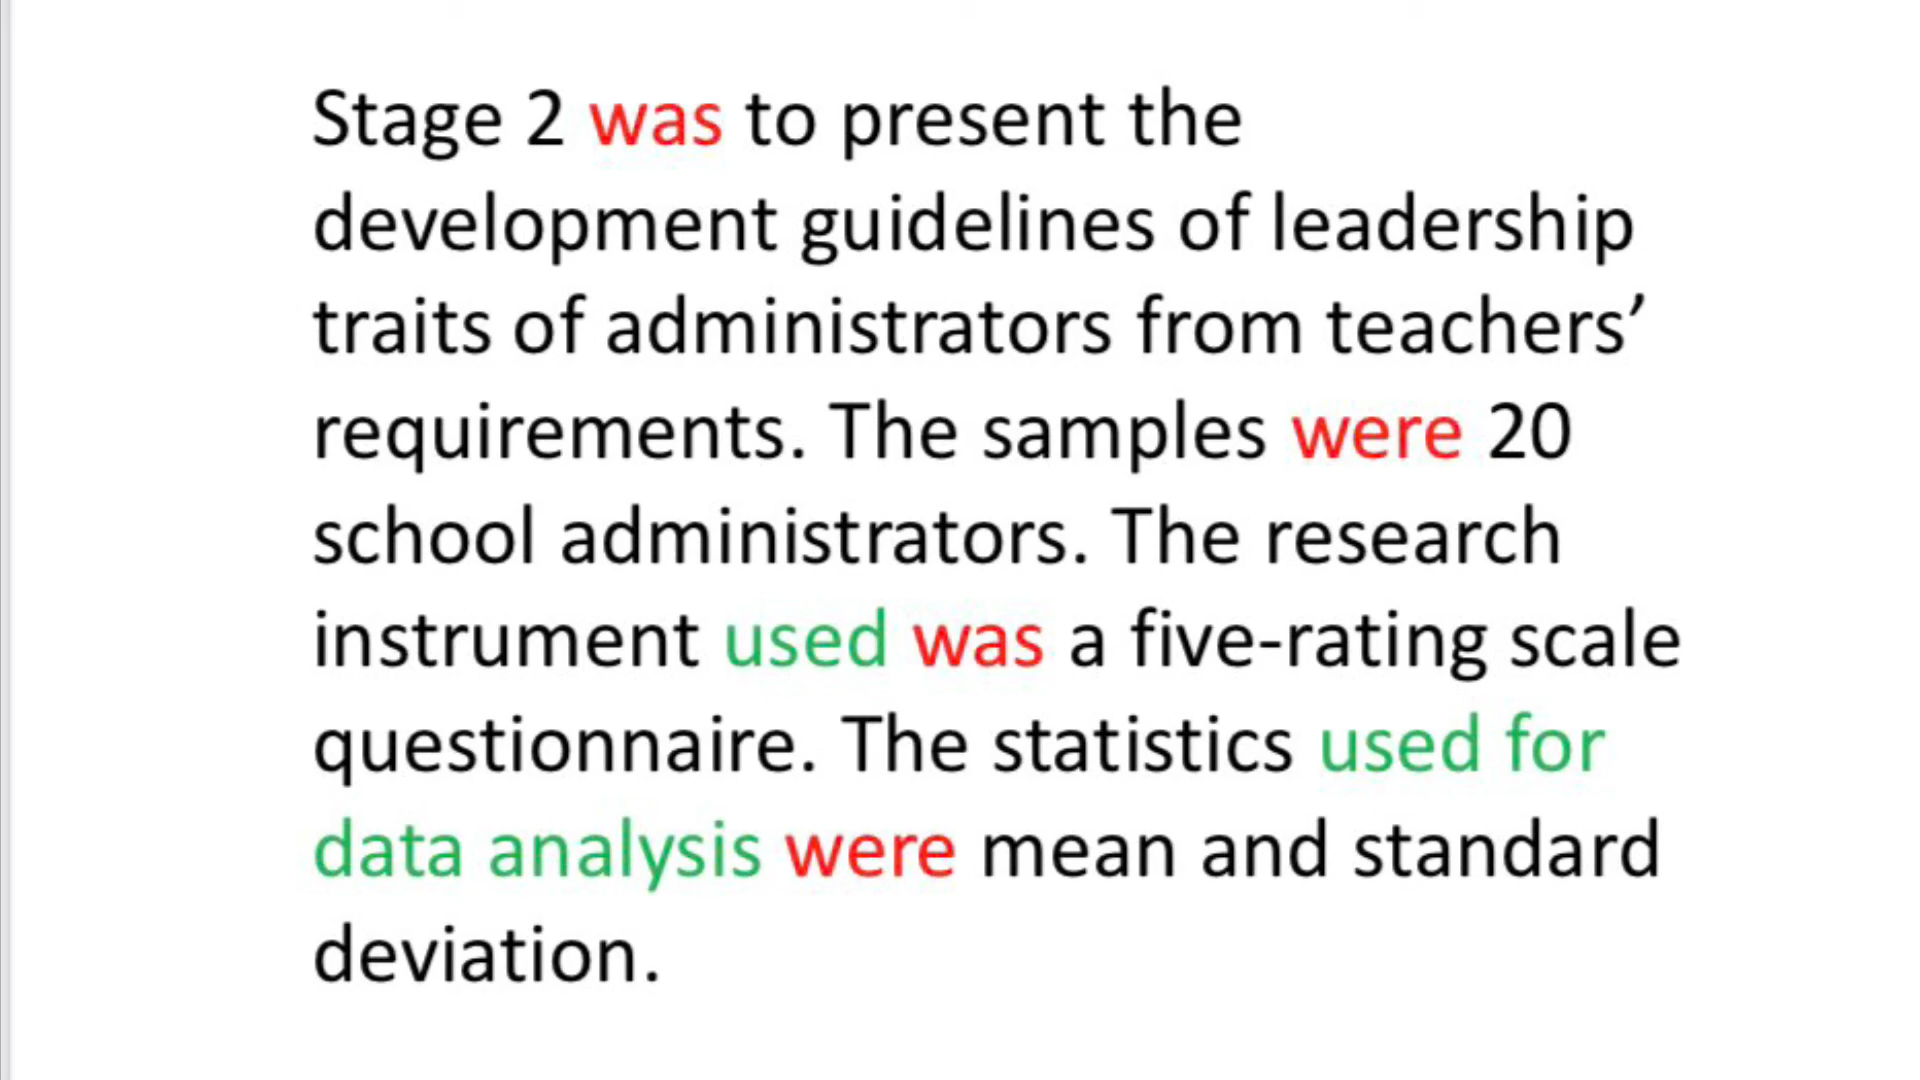 Stage 2 was to present the
development guidelines of leadership
traits of administrators from teachers’
requirements. The samples were 20
school administrators. The research
instrument used was a five-rating scale
questionnaire. The statistics used for
data analysis were mean and standard
deviation.